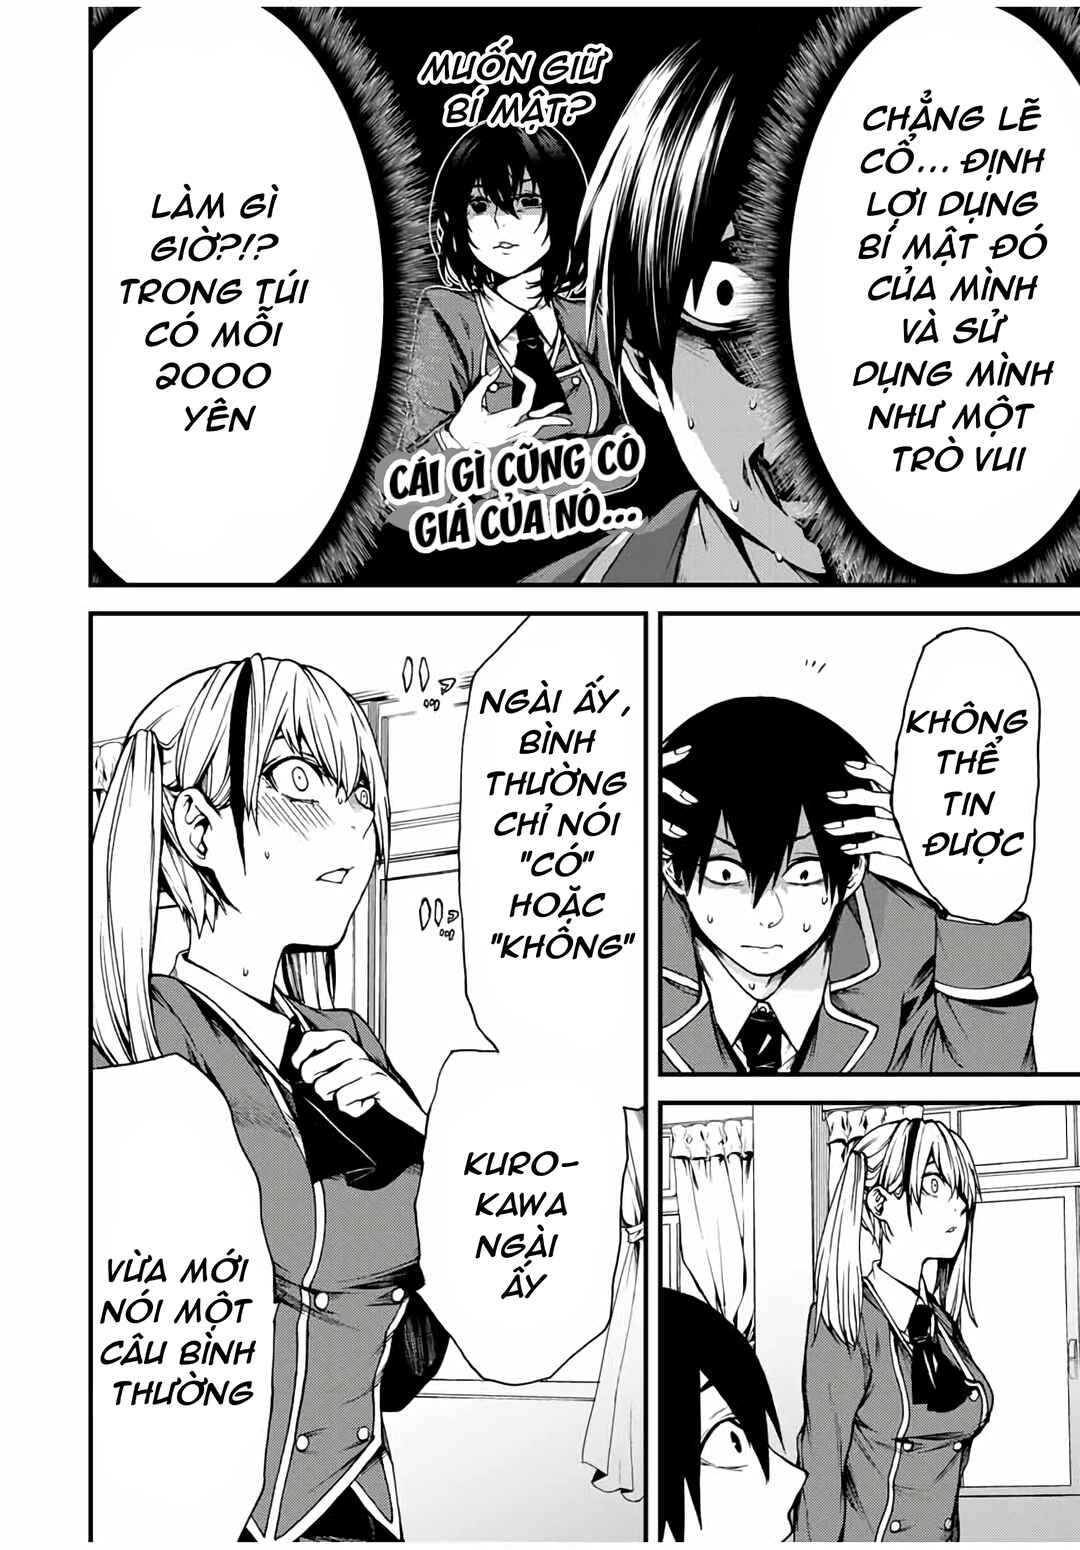 CHẲNG LẼ
CỔ... ĐỊNH
LỢI DỤNG
BÍ MẬT ĐÓ
CỦA MÌNH
VÀ SỬ
DỤNG MÌNH
NHƯ MỘT
TRÒ VUI
MUỐN GIỮ
BÍ MẬT?
CÁI GÌ CŨNG CÓ
GIÁ CỦA NÓ...
LÀM GÌ
GIỜ?!?
TRONG TÚI
CÓ MỖI
2000
YÊN
KHÔNG
THỂ
TIN
ĐƯỢC
NGÀI ẤY,
BÌNH
THƯỜNG
CHỈ NÓI
"CÓ"
HOẶC
"KHÔNG"
KURO-
KAWA
NGÀI
ẤY
VỪA MỚI
NÓI MỘT
CÂU BÌNH
THƯỜNG